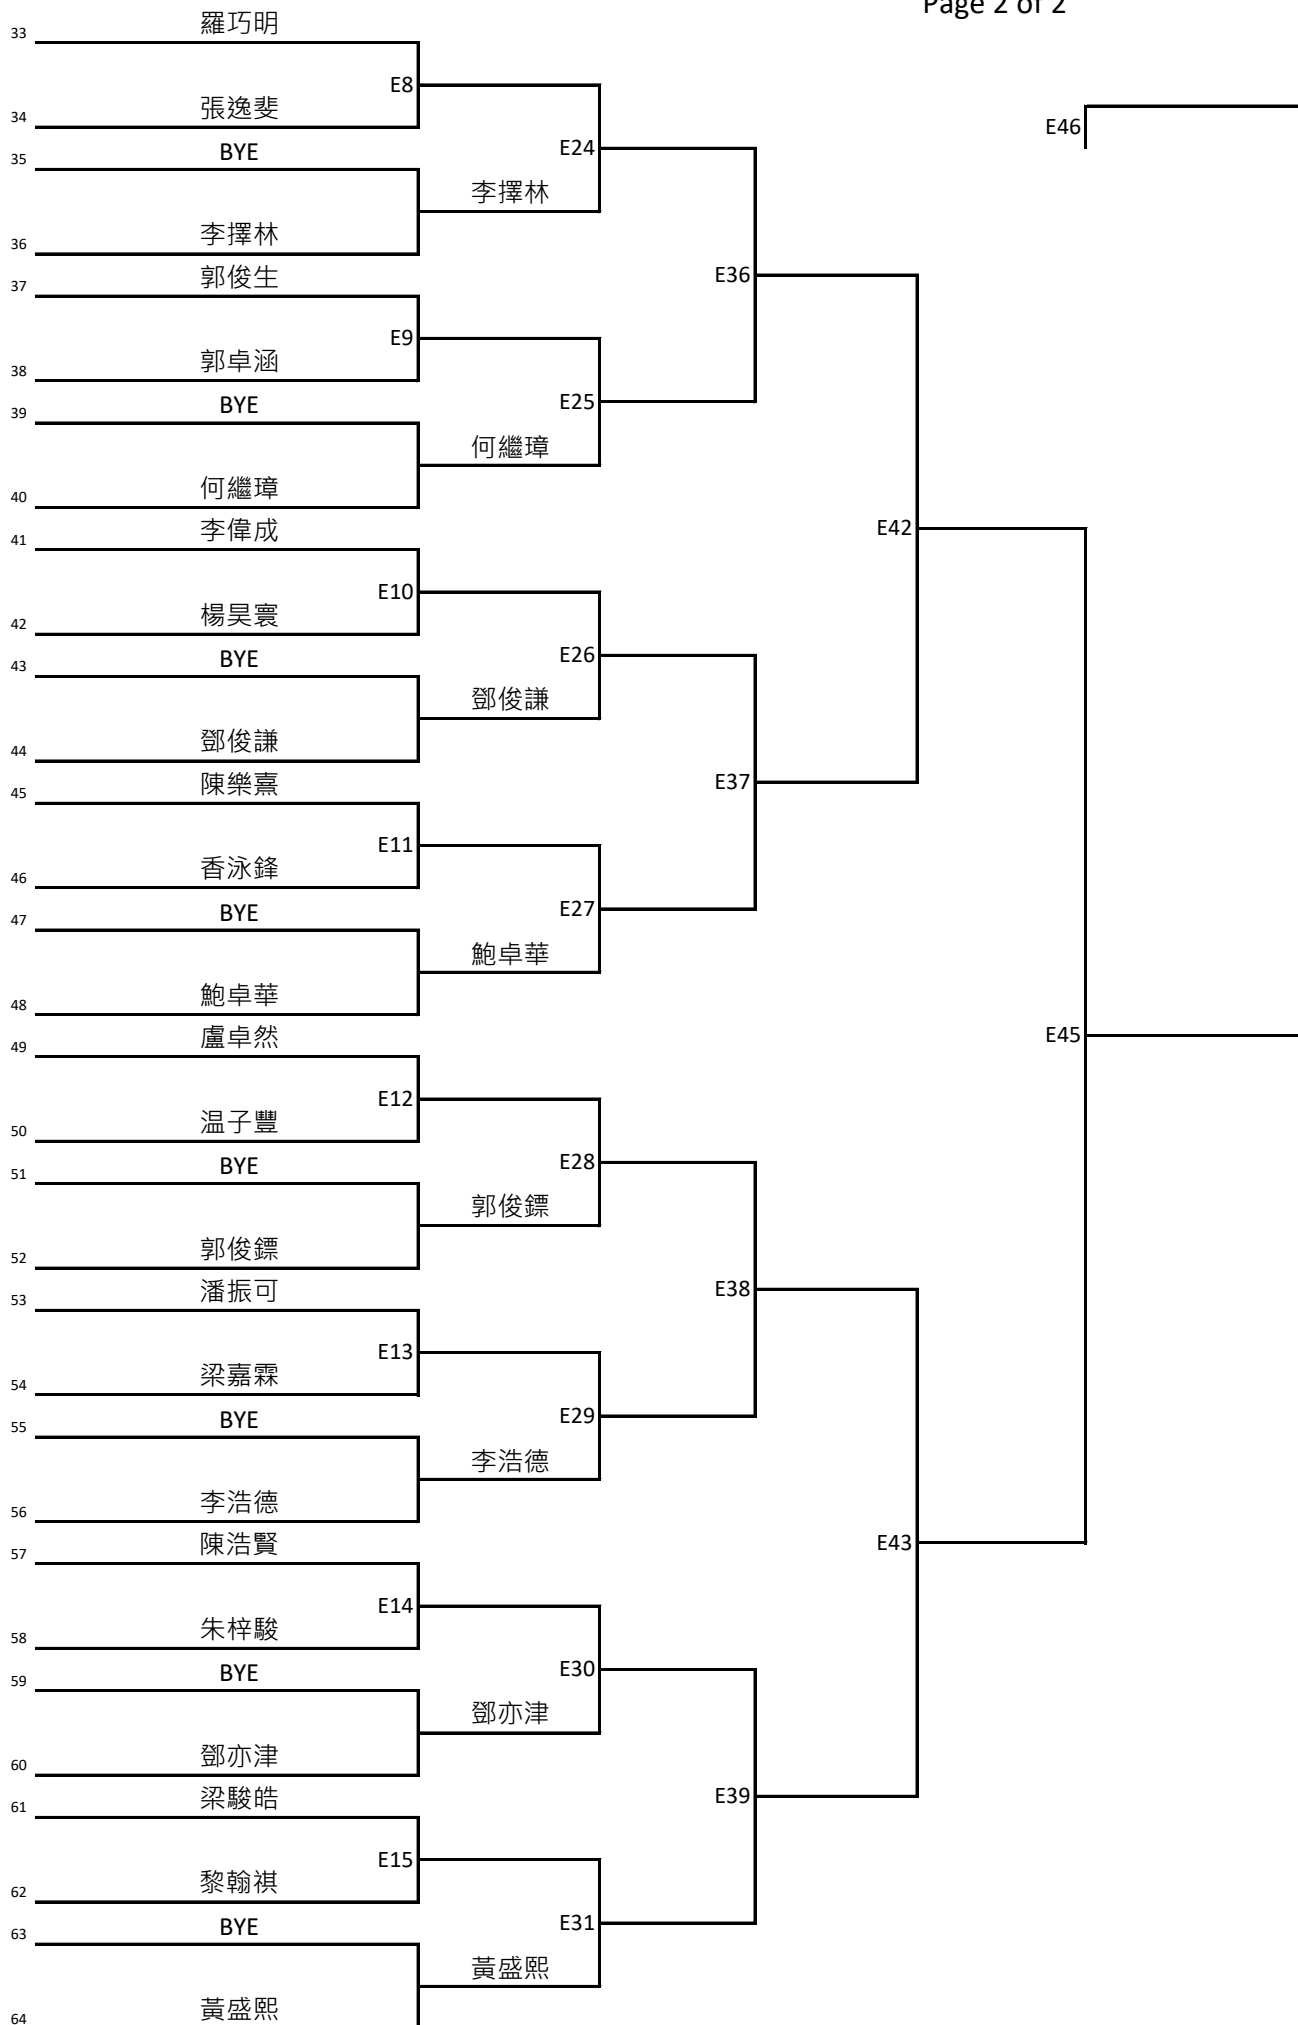 Page 2 of 2
33 羅巧明
E8
34 張逸斐
E46
35 BYE
E24
李擇林
36 李擇林
37 郭俊生
E36
E9
38 郭卓涵
39 BYE
E25
何繼璋
40 何繼璋
41 李偉成
E42
E10
42 楊昊寰
43 BYE
E26
鄧俊謙
44 鄧俊謙
45 陳樂熹
E37
E11
46 香泳鋒
47 BYE
E27
鮑卓華
48 鮑卓華
49 盧卓然
E45
E12
50 温子豐
51 BYE
E28
郭俊鏢
52 郭俊鏢
53 潘振可
E38
E13
54 梁嘉霖
55 BYE
E29
李浩德
56 李浩德
57 陳浩賢
E43
E14
58 朱梓駿
59 BYE
E30
鄧亦津
60 鄧亦津
61 梁駿皓
E39
E15
62 黎翰祺
63 BYE
E31
黃盛熙
64 黃盛熙